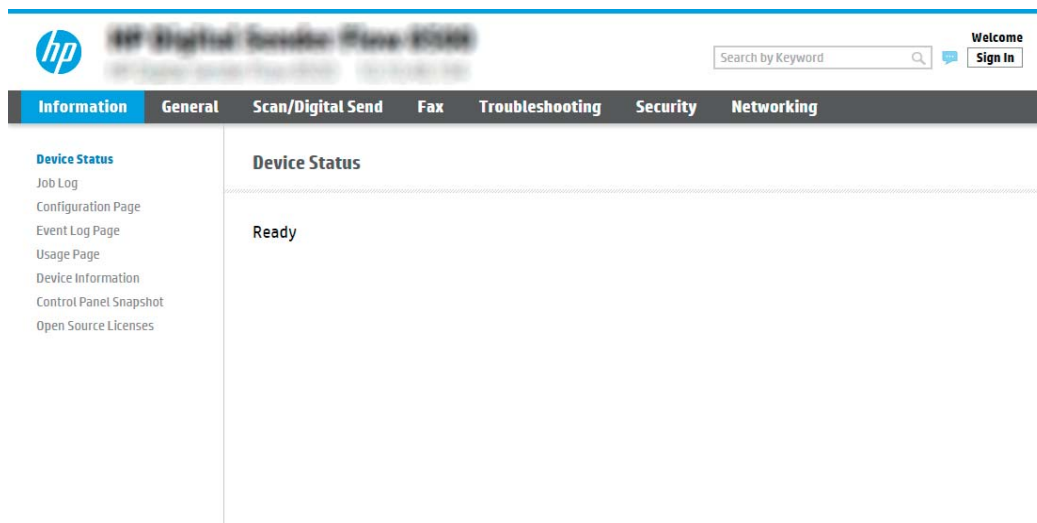 hp
Welcome
Search by Keyword
Sign In
Information General Scan/Digital Send Fax Troubleshooting Security Networking
Device Status
Job Log
Configuration Page
Event Log Page
Usage Page
Device Information
Control Panel Snapshot
Open Source Licenses
Device Status
Ready